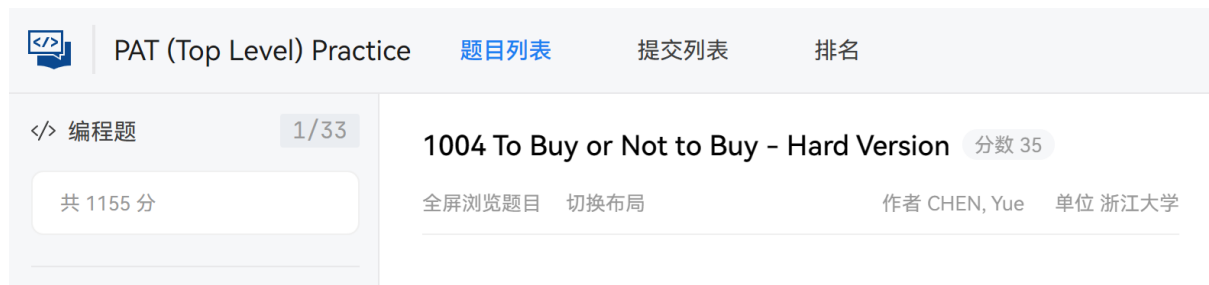 PAT (Top Level) Practice 题目列表 提交列表 排名
</> 编程题 1/33
共 1155 分
1004 To Buy or Not to Buy - Hard Version 分数 35
全屏浏览题目 切换布局 作者 CHEN, Yue 单位 浙江大学